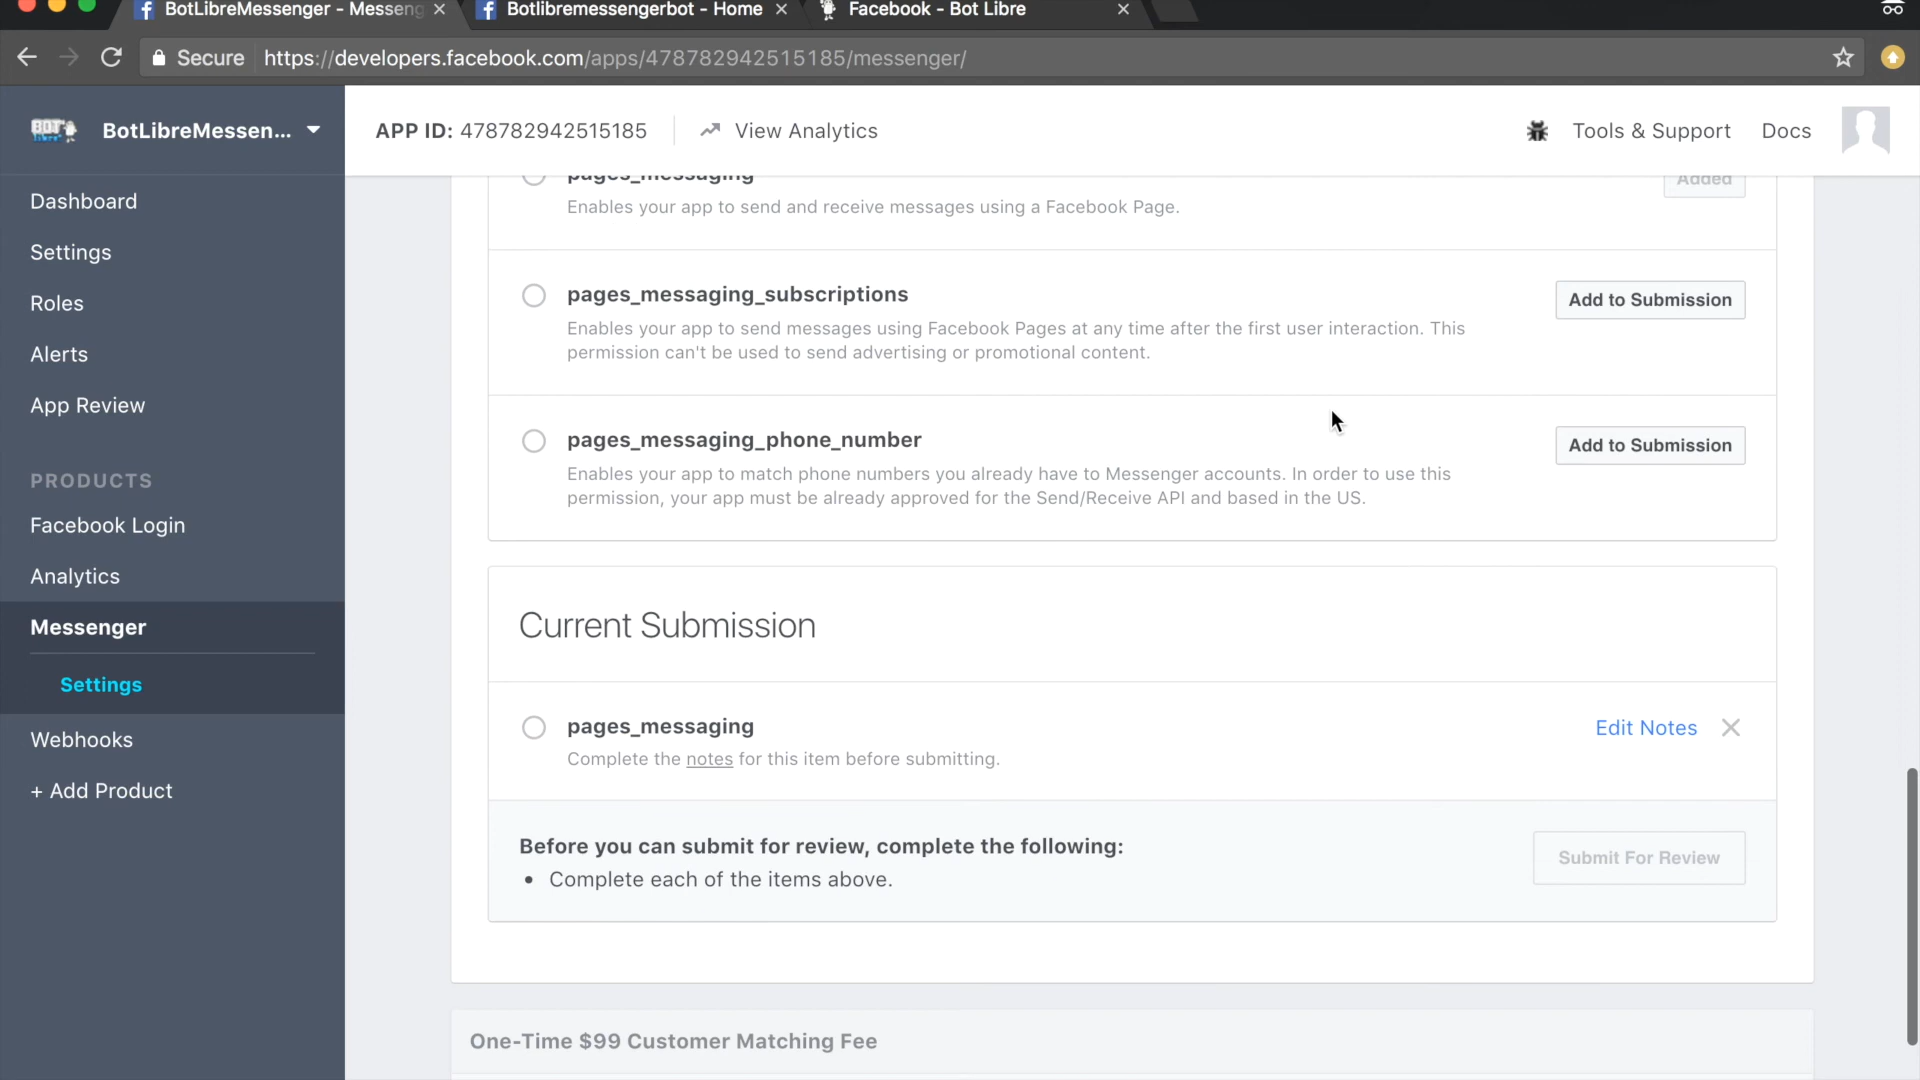 BotLibreMessenger - Messeng
Botlibremessengerbot - Home
Facebook - Bot Libre
Secure
https://developers.facebook.com/apps/478782942515185/messenger/
BOT
libre
BotLibreMessen...
APP ID: 478782942515185
View Analytics
Tools & Support
Docs
Dashboard
Settings
Roles
Alerts
App Review
PRODUCTS
Facebook Login
Analytics
Messenger
Settings
Webhooks
+ Add Product
pages_messaging
Added
Enables your app to send and receive messages using a Facebook Page.
pages_messaging_subscriptions
Add to Submission
Enables your app to send messages using Facebook Pages at any time after the first user interaction. This
permission can't be used to send advertising or promotional content.
pages_messaging_phone_number
Add to Submission
Enables your app to match phone numbers you already have to Messenger accounts. In order to use this
permission, your app must be already approved for the Send/Receive API and based in the US.
Current Submission
pages_messaging
Edit Notes
Complete the notes for this item before submitting.
Before you can submit for review, complete the following:
• Complete each of the items above.
Submit For Review
One-Time $99 Customer Matching Fee